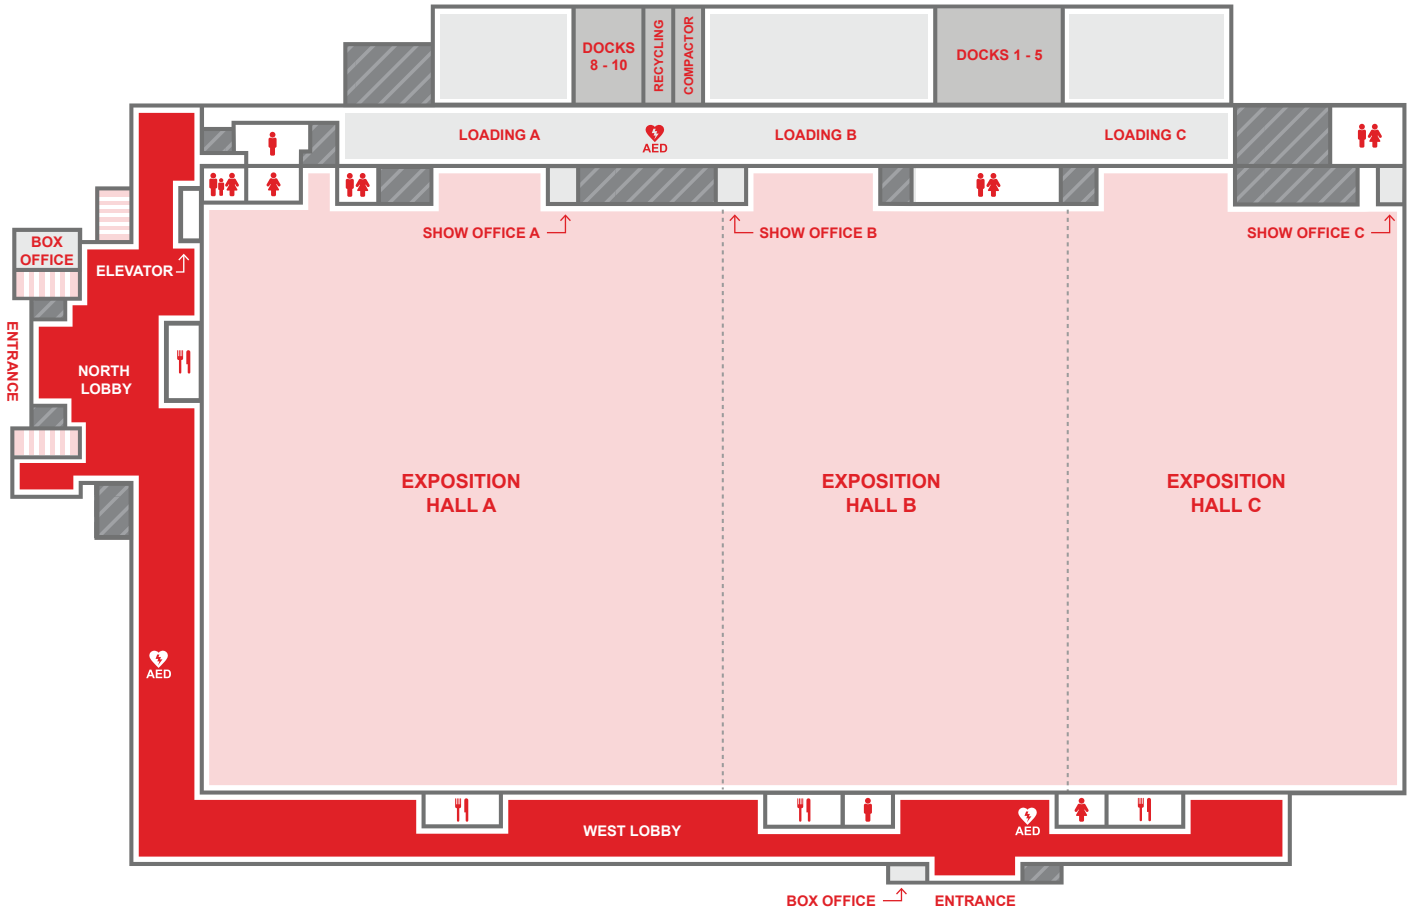 DOCKS
8 - 10
RECYCLING
COMPACTOR
DOCKS 1 - 5
LOADING A
AED
LOADING B
LOADING C
SHOW OFFICE A
SHOW OFFICE B
SHOW OFFICE C
BOX
OFFICE
ELEVATOR
ENTRANCE
NORTH
LOBBY
EXPOSITION
HALL A
EXPOSITION
HALL B
EXPOSITION
HALL C
AED
WEST LOBBY
AED
BOX OFFICE
ENTRANCE